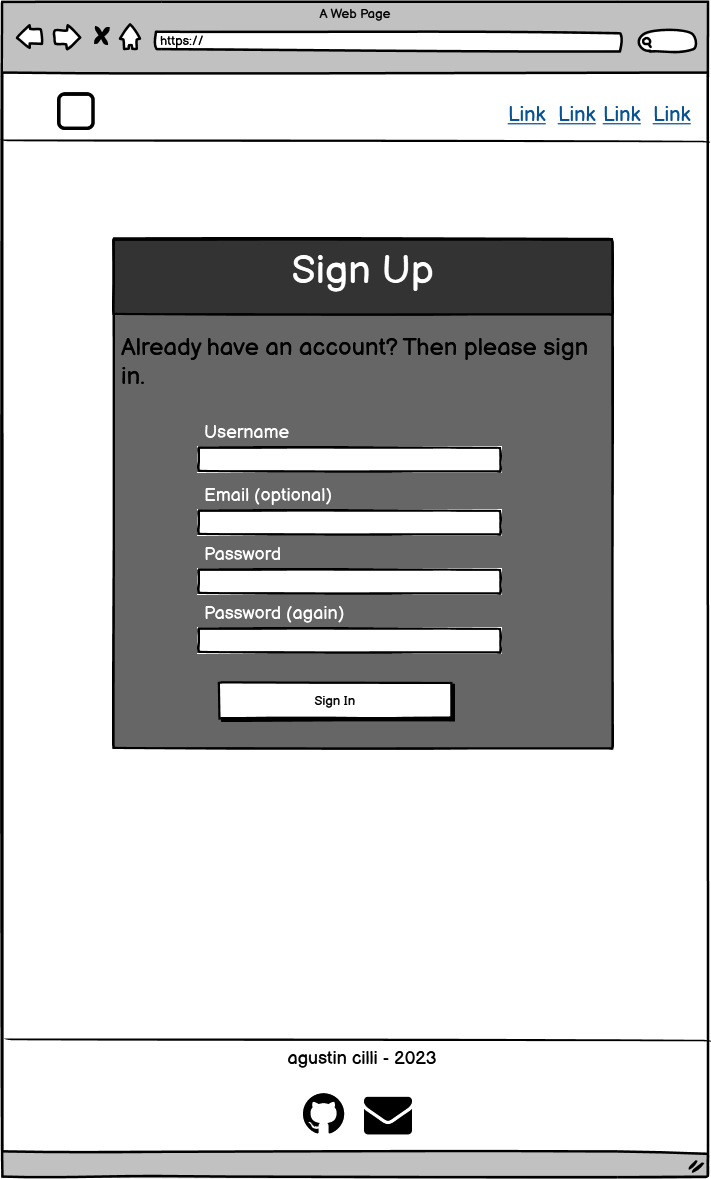 A Web Page
https://
Link Link Link Link
Sign Up
Already have an account? Then please sign
in.
Username
Email (optional)
Password
Password (again)
Sign In
agustin cilli - 2023